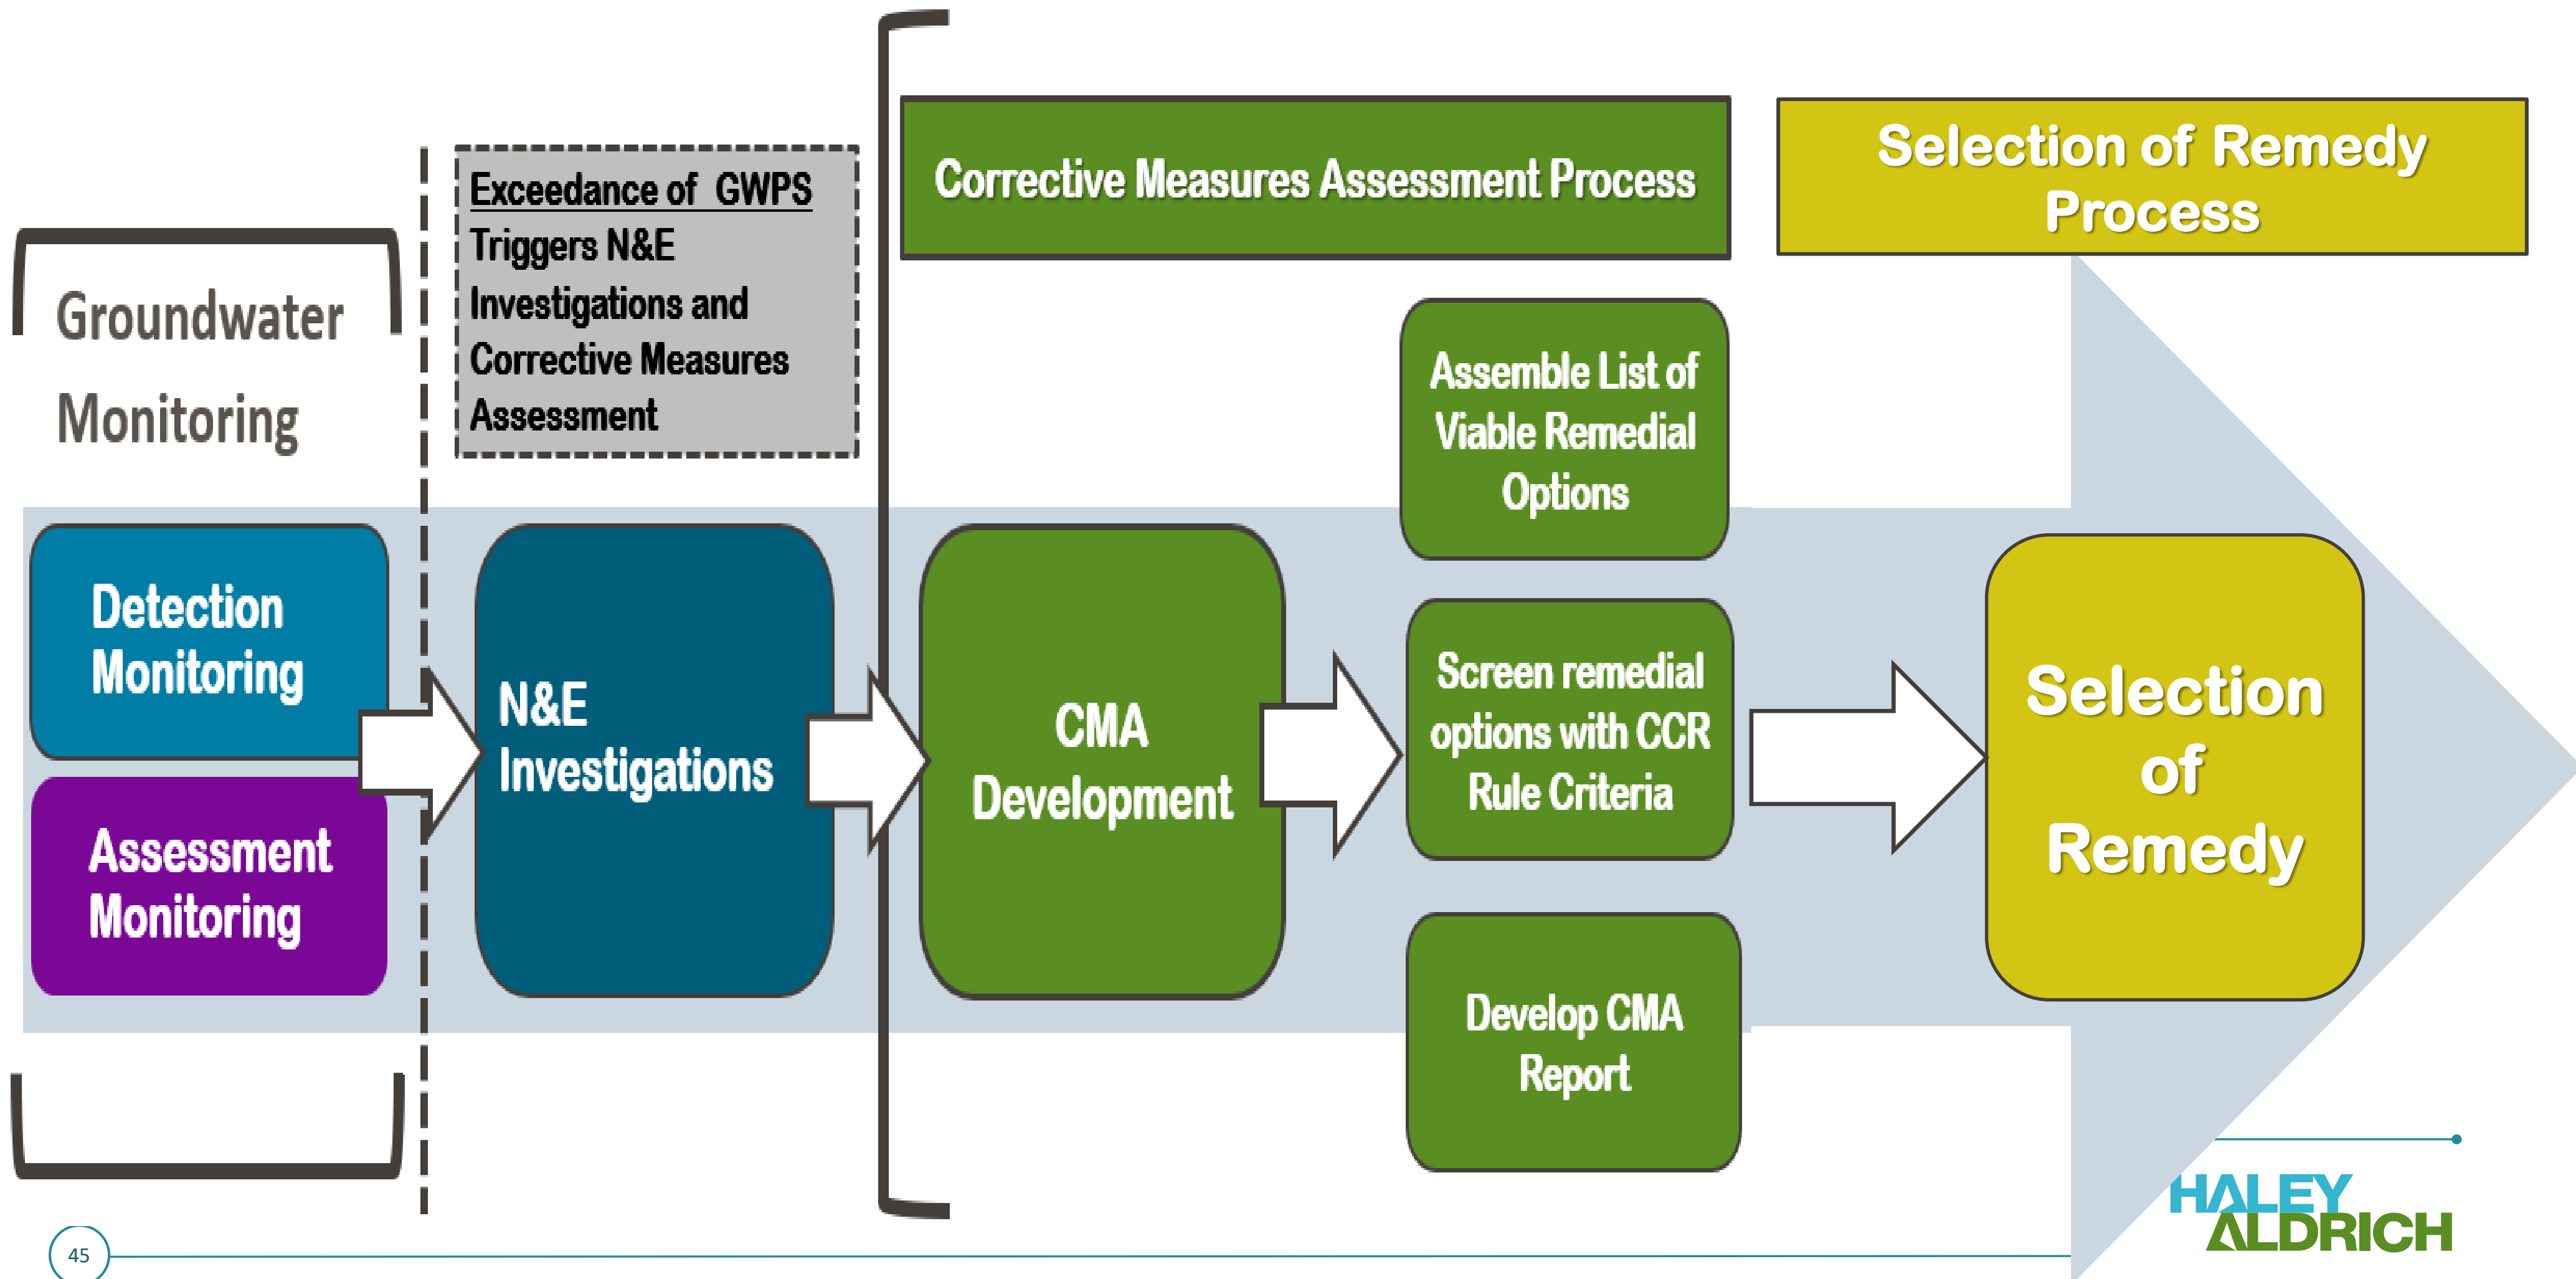 Groundwater
Monitoring
Detection
Monitoring
Assessment
Monitoring
Exceedance of GWPS
Triggers N&E
Investigations and
Corrective Measures
Assessment
N&E
Investigations
Corrective Measures Assessment Process
CMA
Development
Assemble List of
Viable Remedial
Options
Screen remedial
options with CCR
Rule Criteria
Develop CMA
Report
Selection of Remedy
Process
Selection
of
Remedy
HALEY
ALDRICH
45